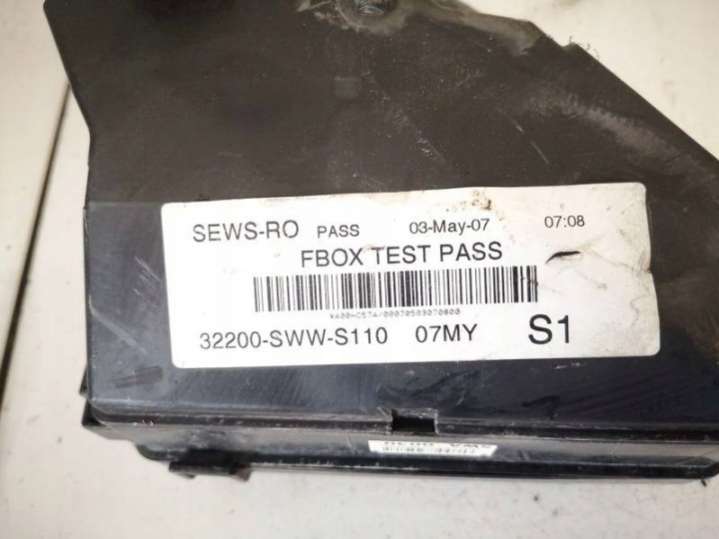 SEWS-RO PASS 03-May-07 07:08
FBOX TEST PASS
32200-SWW-S110 07MY S1